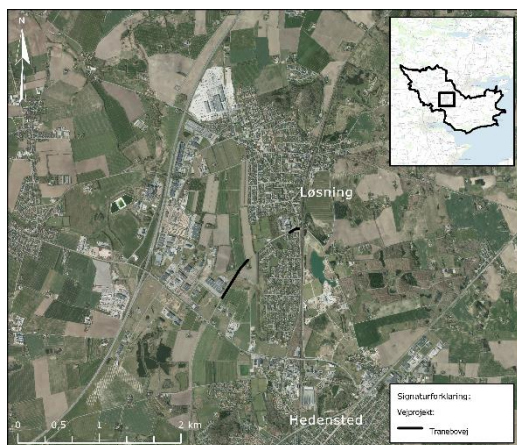 N
Løsning
Hedensted
0 0,5 1 2 km
Signaturforklaring:
Vejprojekt:
Tranebovej